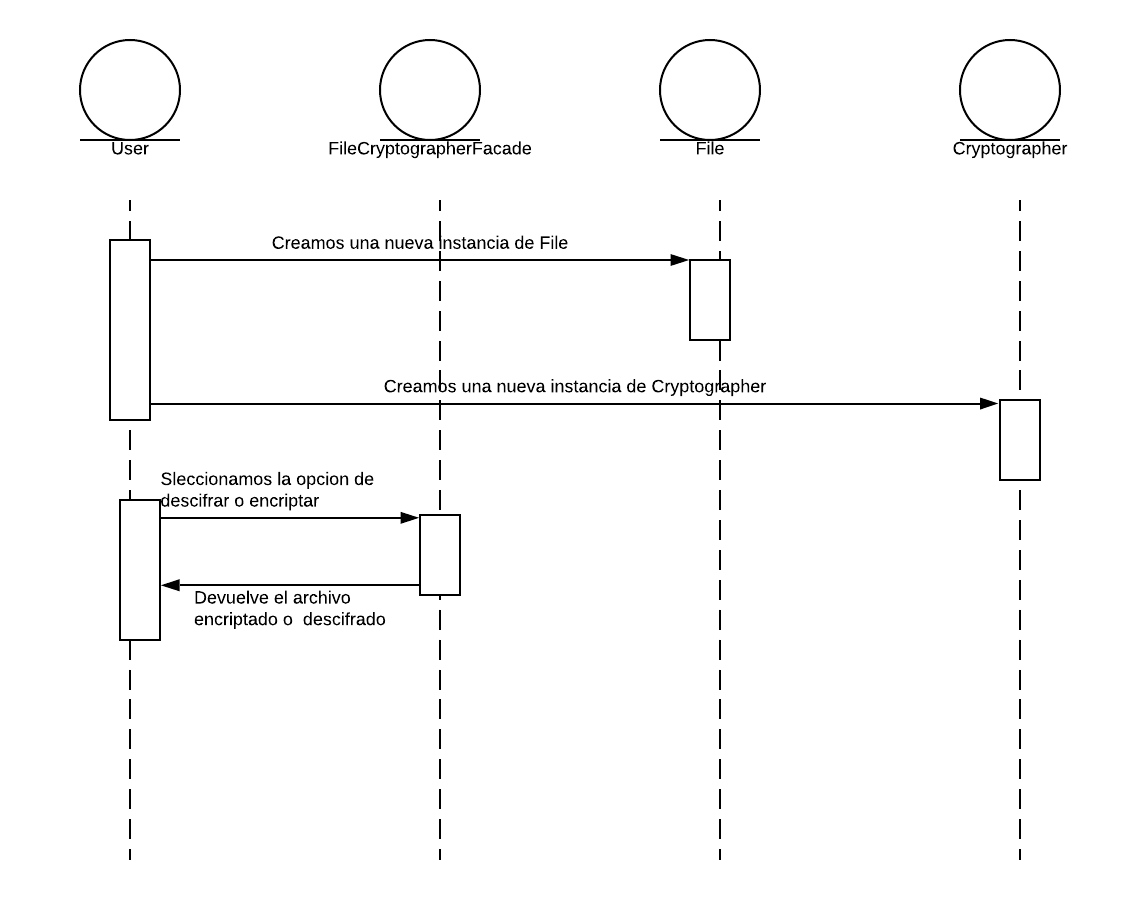 User
FileCryptographerFacade
File
Cryptographer
Creamos una nueva instancia de File
Creamos una nueva instancia de Cryptographer
Sleccionamos la opcion de
descifrar o encriptar
Devuelve el archivo
encriptado o  descifrado